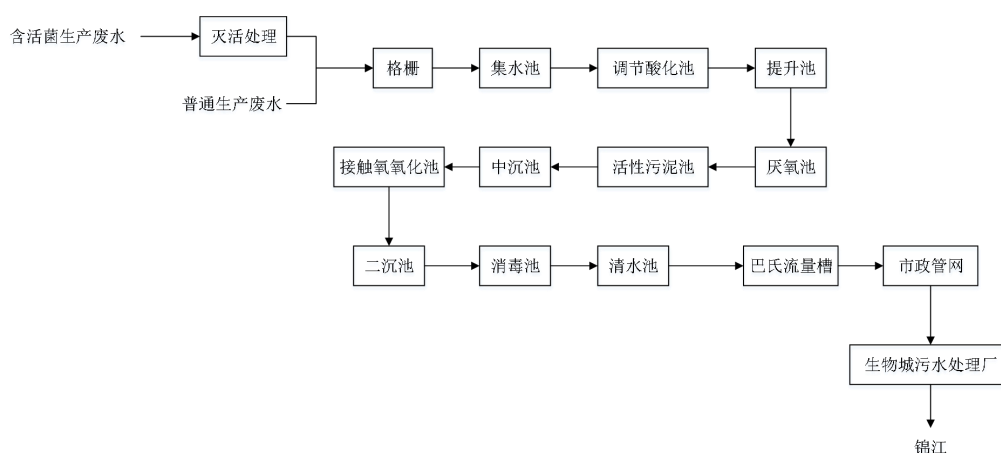 含活菌生产废水
灭活处理
普通生产废水
格栅
集水池
调节酸化池
提升池
接触氧氧化池
中沉池
活性污泥池
厌氧池
二沉池
消毒池
清水池
巴氏流量槽
市政管网
生物城污水处理厂
锦江